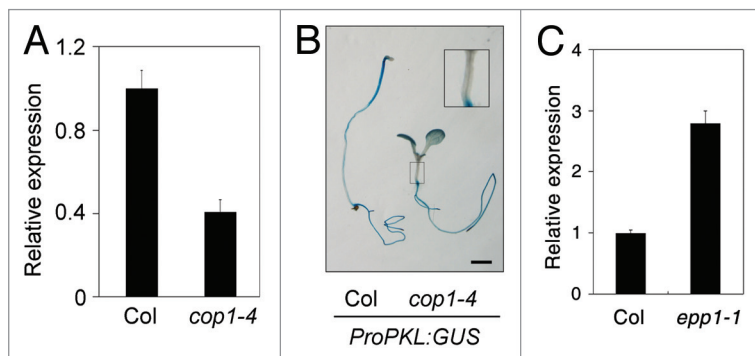 A
1.2
0.8
0.4
0
Relative expression
Col cop1-4
B
Col cop1-4
ProPKL:GUS
C
4
3
2
1
0
Relative expression
Col epp1-1